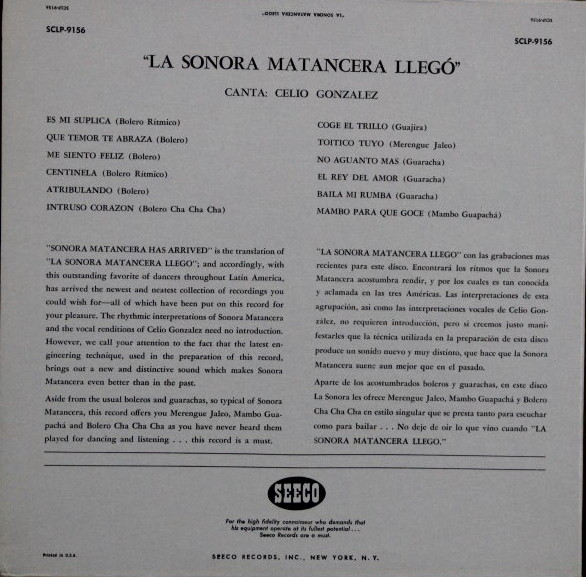 SCLP-9156
"LA SONORA MATANCERA LLEGO"
SCLP-9156
SCLP-9156
SCLP-9156
"LA SONORA MATANCERA LLEGÓ"
CANTA: CELIO GONZALEZ
ES MI SUPLICA (Bolero Rítmico)
QUE TEMOR TE ABRAZA (Bolero)
ME SIENTO FELIZ (Bolero)
CENTINELA (Bolero Rítmico)
ATRIBULANDO (Bolero)
INTRUSO CORAZON (Bolero Cha Cha Cha)
COGE EL TRILLO (Guajira)
TOITICO TUYO (Merengue Jaleo)
NO AGUANTO MAS (Guaracha)
EL REY DEL AMOR (Guaracha)
BAILA MI RUMBA (Guaracha)
MAMBO PARA QUE GOCE (Mambo Guapachá)
"SONORA MATANCERA HAS ARRIVED" is the translation of
"LA SONORA MATANCERA LLEGO"; and accordingly, with
this outstanding favorite of dancers throughout Latin America,
has arrived the newest and neatest collection of recordings you
could wish for—all of which have been put on this record for
your pleasure. The rhythmic interpretations of Sonora Matancera
and the vocal renditions of Celio Gonzalez need no introduction.
However, we call your attention to the fact that the latest en-
gineering technique, used in the preparation of this record,
brings out a new and distinctive sound which makes Sonora
Matancera even better than in the past.
Aside from the usual boleros and guarachas, so typical of Sonora
Matancera, this record offers you Merengue Jaleo, Mambo Gua-
pachá and Bolero Cha Cha Cha as you have never heard them
played for dancing and listening . . . this record is a must.
"LA SONORA MATANCERA LLEGO" con las grabaciones mas
recientes para este disco. Encontrará los ritmos que la Sonora
Matancera acostumbra rendir, y por los cuales es tan conocida
y aclamada en las tres Américas. Las interpretaciones de esta
agrupación, así como las interpretaciones vocales de Celio Gon-
zález, no requieren introducción, pero si creemos justo mani-
festarles que la técnica utilizada en la preparación de esta disco
produce un sonido nuevo y muy distinto, que hace que la Sonora
Matancera suene aun mejor que en el pasado.
Aparte de los acostumbrados boleros y guarachas, en este disco
La Sonora les ofrece Merengue Jaleo, Mambo Guapachá y Bolero
Cha Cha Cha en estilo singular que se presta tanto para escuchar
como para bailar . . . No deje de oir lo que vino cuando "LA
SONORA MATANCERA LLEGO."
SEECO
For the high fidelity connoisseur who demands that
his equipment operate at its fullest potential . . .
Seeco Records are a must.
Printed in U.S.A.
SEECO RECORDS, INC., NEW YORK, N. Y.